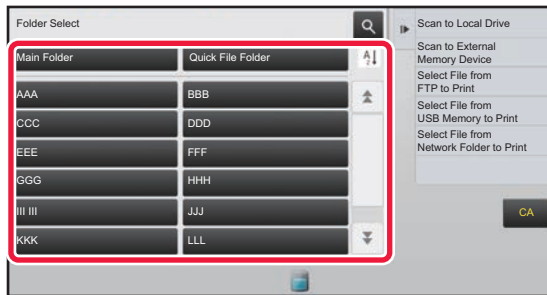 Folder Select
Main Folder
Quick File Folder
AAA
BBB
CCC
DDD
EEE
FFF
GGG
HHH
III III
JJJ
KKK
LLL
A
Z
Scan to Local Drive
Scan to External
Memory Device
Select File from
FTP to Print
Select File from
USB Memory to Print
Select File from
Network Folder to Print
CA